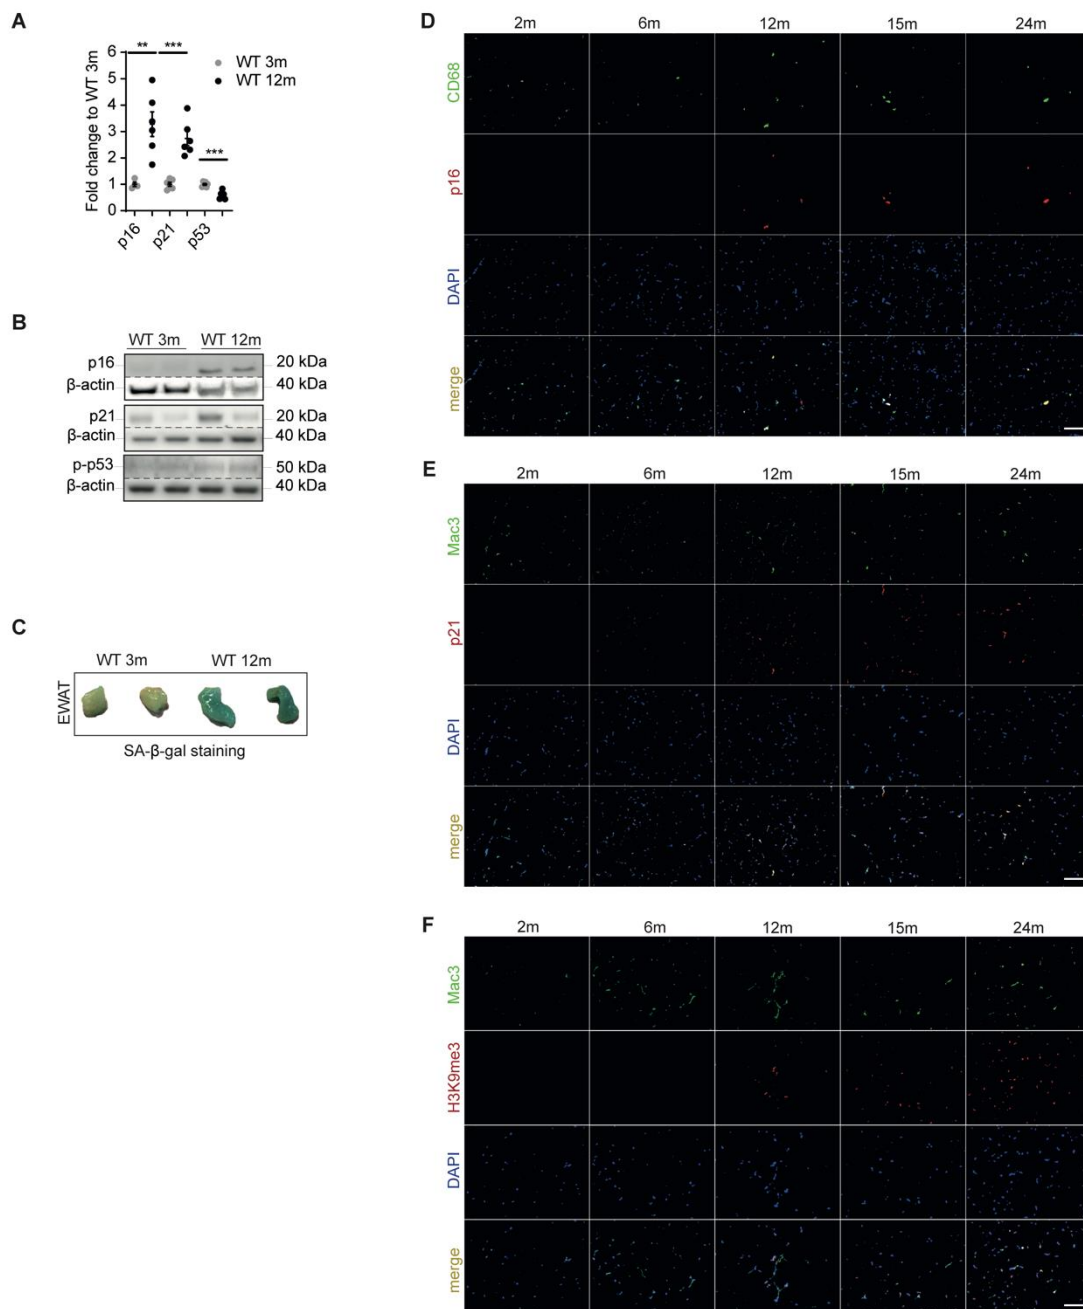 A
6
5
4
3
2
1
0
Fold change to WT 3m
** ***
***
WT 3m
WT 12m
p16
p21
p53
B
WT 3m WT 12m
p16 20 kDa
β-actin 40 kDa
p21 20 kDa
β-actin 40 kDa
p-p53 50 kDa
β-actin 40 kDa
C
WT 3m WT 12m
EWAT
SA-β-gal staining
D
2m 6m 12m 15m 24m
CD68
p16
DAPI
merge
E
2m 6m 12m 15m 24m
Mac3
p21
DAPI
merge
F
2m 6m 12m 15m 24m
Mac3
H3K9me3
DAPI
merge